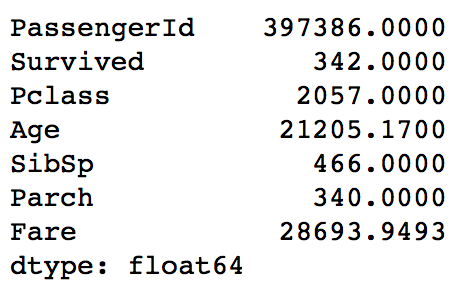 PassengerId    397386.0000
Survived          342.0000
Pclass           2057.0000
Age             21205.1700
SibSp             466.0000
Parch             340.0000
Fare            28693.9493
dtype: float64